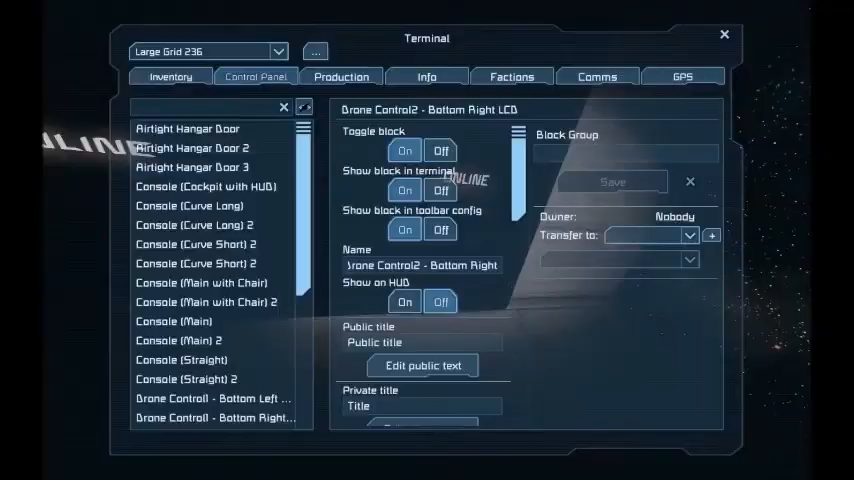 Terminal
Large Grid 236
...
Inventory
Control Panel
Production
Info
Factions
Comms
GPS
Airtight Hangar Door
Airtight Hangar Door 2
Airtight Hangar Door 3
Console (Cockpit with HUD)
Console (Curve Long)
Console (Curve Long) 2
Console (Curve Short) 2
Console (Curve Short) 2
Console (Main with Chair)
Console (Main with Chair) 2
Console (Main)
Console (Main) 2
Console (Straight)
Console (Straight) 2
Drone Control1 - Bottom Left ...
Drone Control1 - Bottom Right...
Drone Control2 - Bottom Right LCD
Toggle block
On Off
Show block in terminal
On Off
Show block in toolbar config
On Off
Name
Drone Control2 - Bottom Right
Show on HUD
On Off
Public title
Public title
Edit public text
Private title
Title
Block Group
Save
Owner: Nobody
Transfer to:
+
NLINE
ONLINE